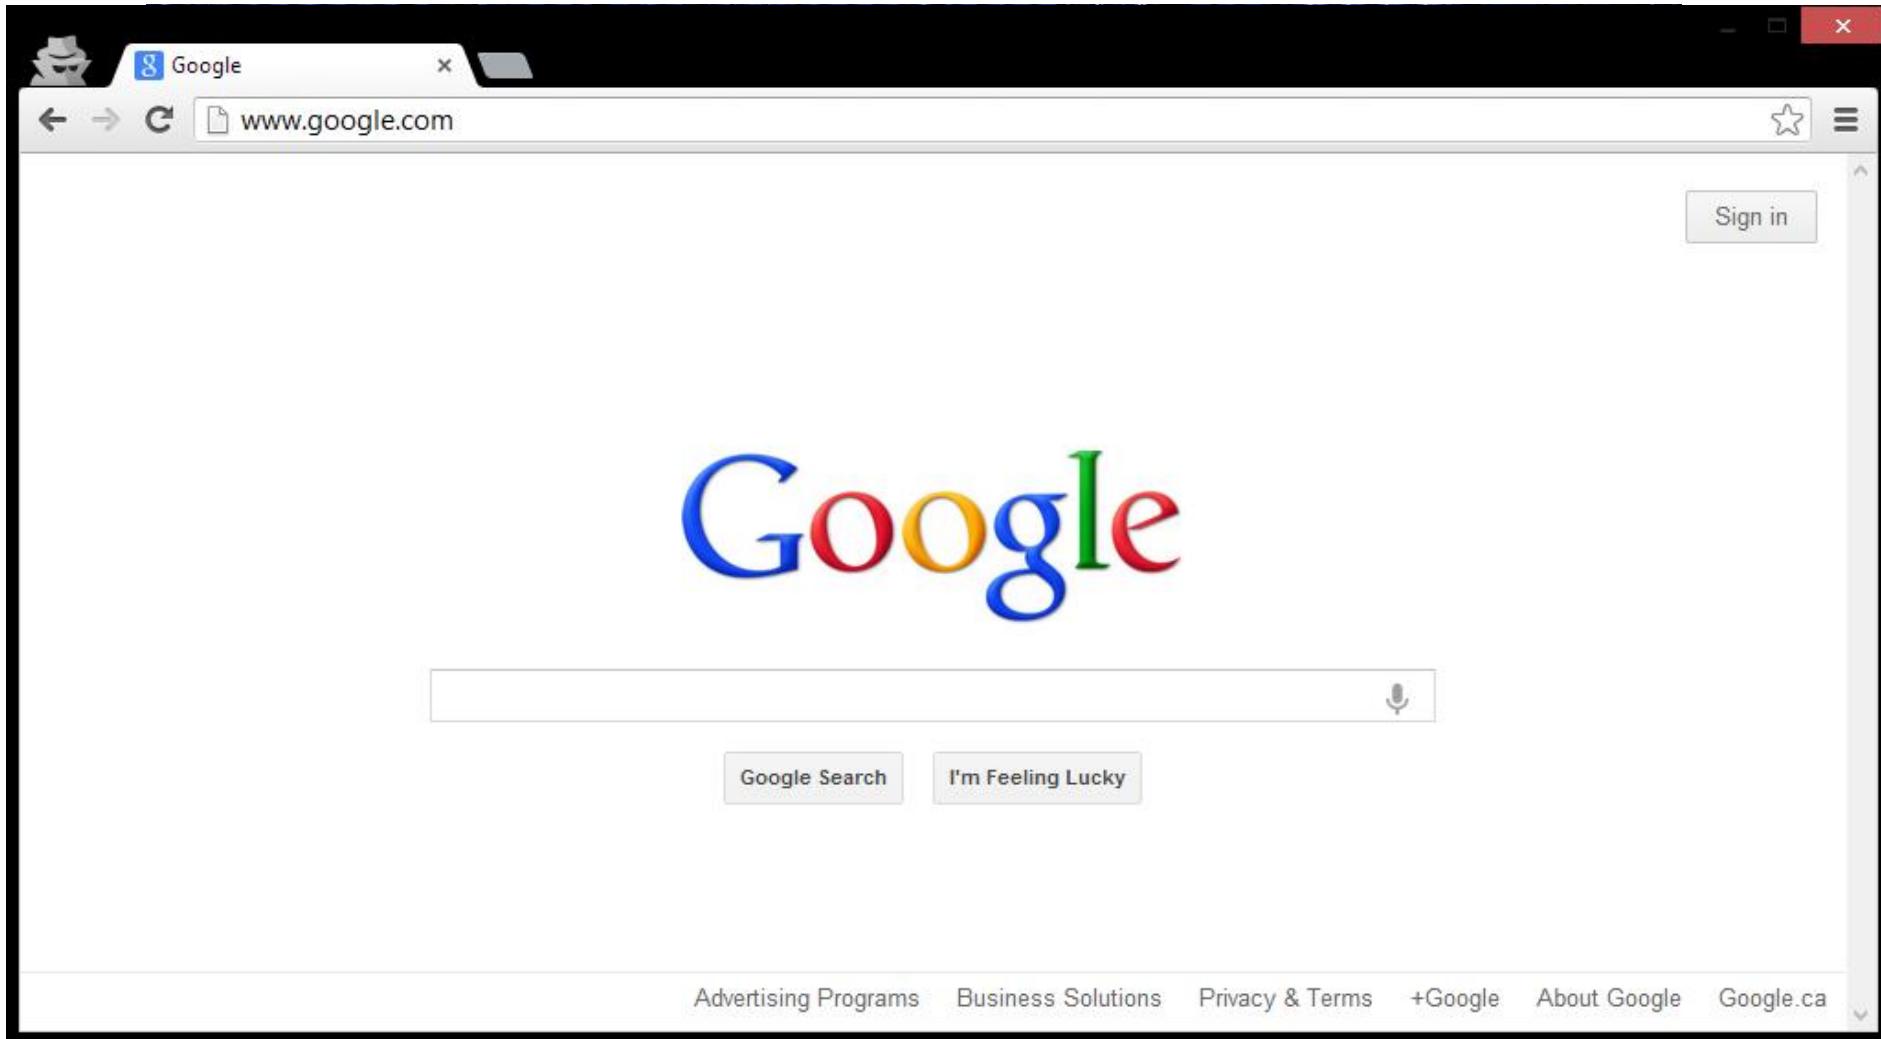 Google
www.google.com
Sign in
Google
Google Search I'm Feeling Lucky
Advertising Programs Business Solutions Privacy & Terms +Google About Google Google.ca